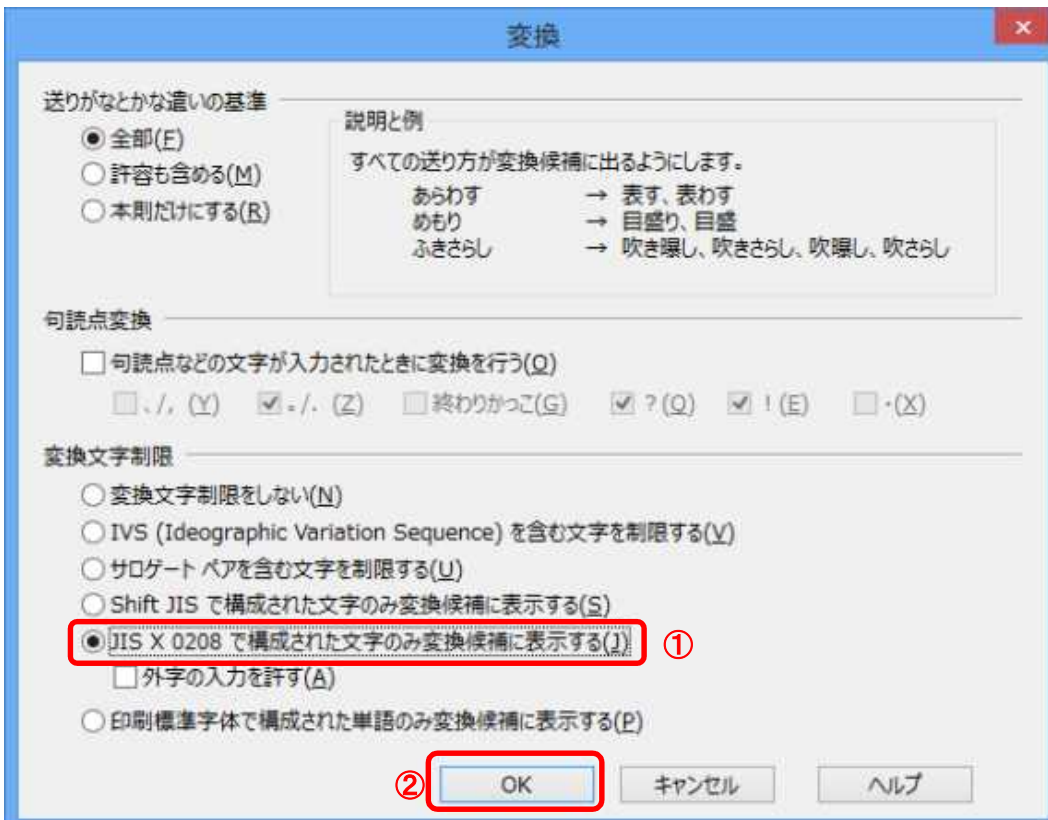 変換
送りがなとかな遣いの基準
全部(F)
許容も含める(M)
本則だけにする(R)
説明と例
すべての送り方が変換候補に出るようにします。
あらわす → 表す、表わす
めもり → 目盛り、目盛
ふきさらし → 吹き曝し、吹きさらし、吹曝し、吹さらし
句読点変換
句読点などの文字が入力されたときに変換を行う(O)
、/，(Y) 。/．(Z) 終わりかっこ(G) ?(Q) !(E) ・(X)
変換文字制限
変換文字制限をしない(N)
IVS (Ideographic Variation Sequence) を含む文字を制限する(V)
サロゲート ペアを含む文字を制限する(U)
Shift JIS で構成された文字のみ変換候補に表示する(S)
JIS X 0208 で構成された文字のみ変換候補に表示する(J) ①
外字の入力を許す(A)
印刷標準字体で構成された単語のみ変換候補に表示する(P)
② OK キャンセル ヘルプ